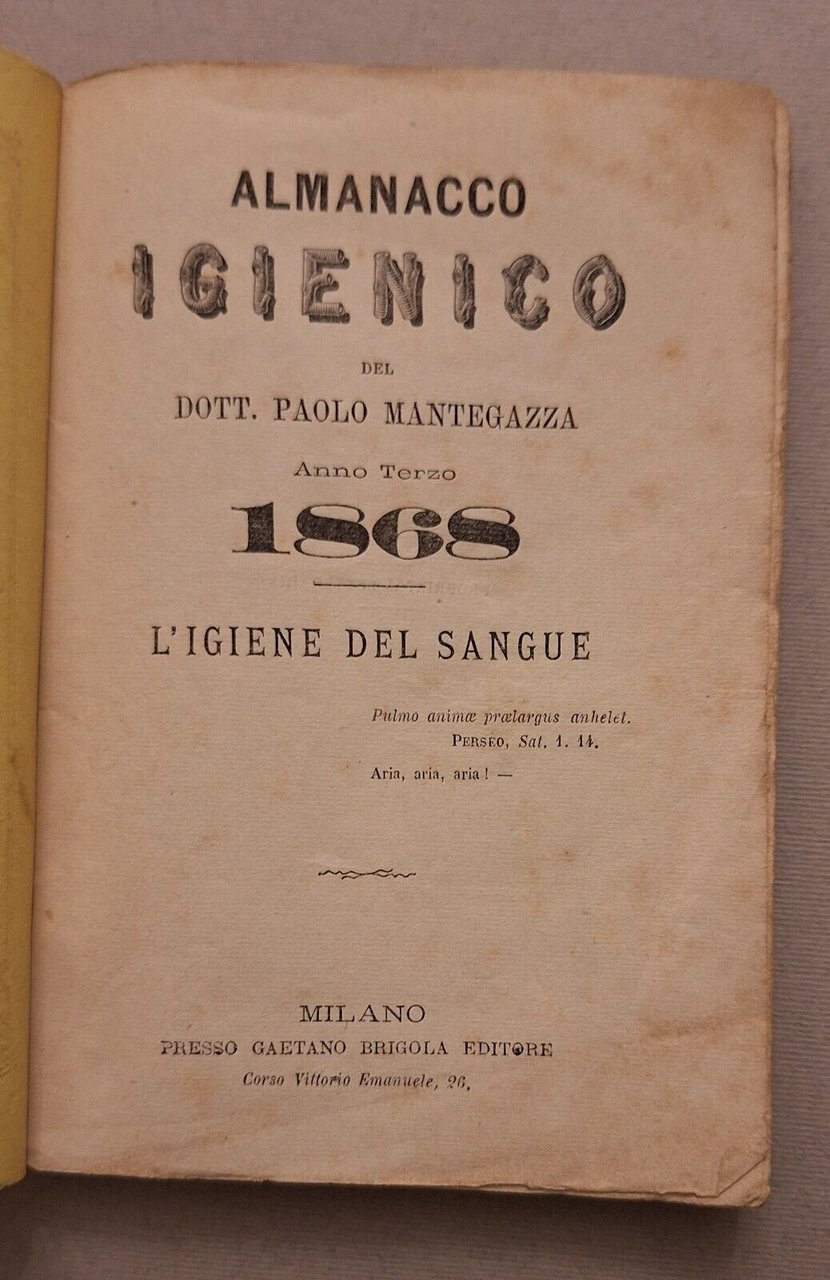 ALMANACCO
IGIENICO
DEL
DOTT. PAOLO MANTEGAZZA
Anno Terzo
1868
L'IGIENE DEL SANGUE
Pulmo animæ prælargus anhelet.
PERSEO, Sat. 1. 14.
Aria, aria, aria! —
MILANO
PRESSO GAETANO BRIGOLA EDITORE
Corso Vittorio Emanuele, 26.